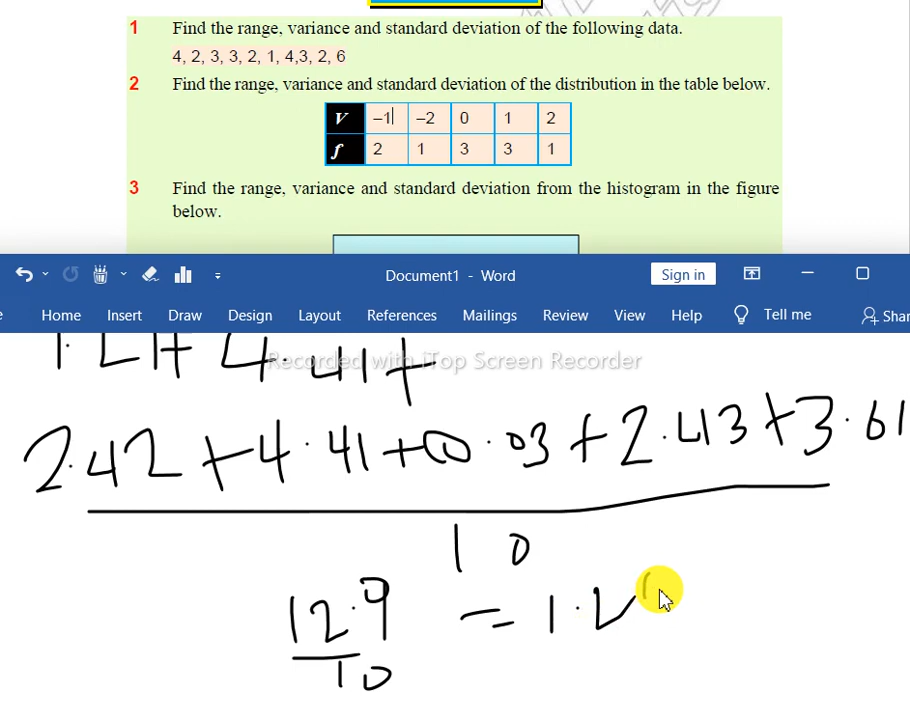 1 Find the range, variance and standard deviation of the following data.
4, 2, 3, 3, 2, 1, 4,3, 2, 6
2 Find the range, variance and standard deviation of the distribution in the table below.
V –1 –2 0 1 2
f 2 1 3 3 1
3 Find the range, variance and standard deviation from the histogram in the figure
below.
Document1 - Word
Sign in
Home Insert Draw Design Layout References Mailings Review View Help Tell me Shar
Recorded with iTop Screen Recorder
4.41+
2.42+4.41+0.03+2.43+3.61
10
12.9 = 1.2
10